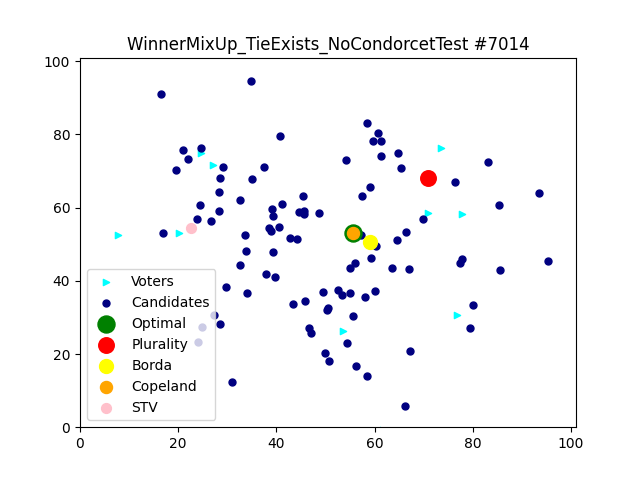 WinnerMixUp_TieExists_NoCondorcetTest #7014
100
80
60
40
20
0
Voters
Candidates
Optimal
Plurality
Borda
Copeland
STV
0 20 40 60 80 100